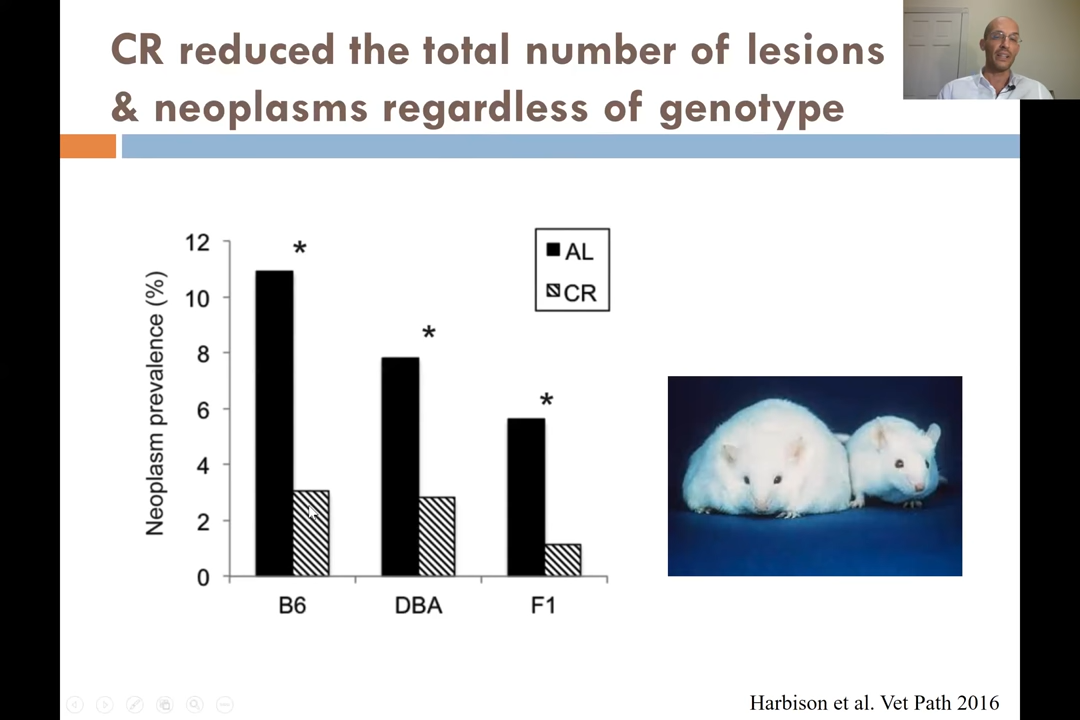 CR reduced the total number of lesions
& neoplasms regardless of genotype
Neoplasm prevalence (%)
12
10
8
6
4
2
0
*
*
*
AL
CR
B6
DBA
F1
Harbison et al. Vet Path 2016